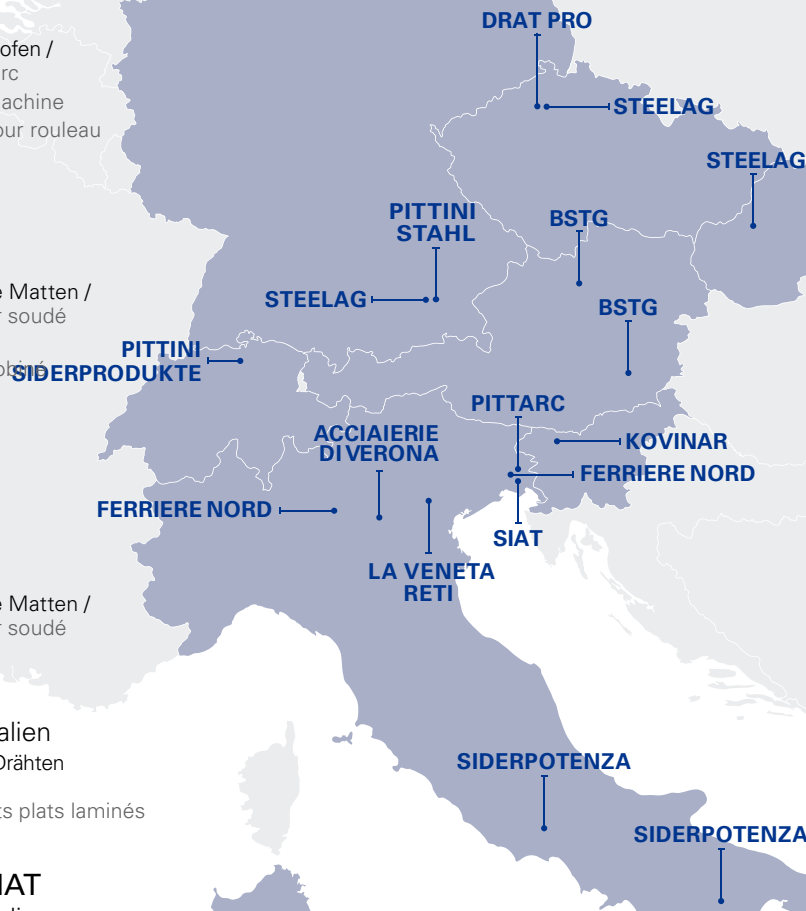 DRAT PRO
ofen /
rc
achine
STEELAG
our rouleau
STEELAG
PITTINI
STAHL
BSTG
e Matten /
STEELAG
BSTG
r soudé
PITTINI
obiné
SIDERPRODUKTE
PITTARC
ACCIAIERIE
DI VERONA
KOVINAR
FERRIERE NORD
FERRIERE NORD
SIAT
LA VENETA
RETI
e Matten /
r soudé
alien
Drähten
SIDERPOTENZA
ts plats laminés
SIDERPOTENZA
IAT